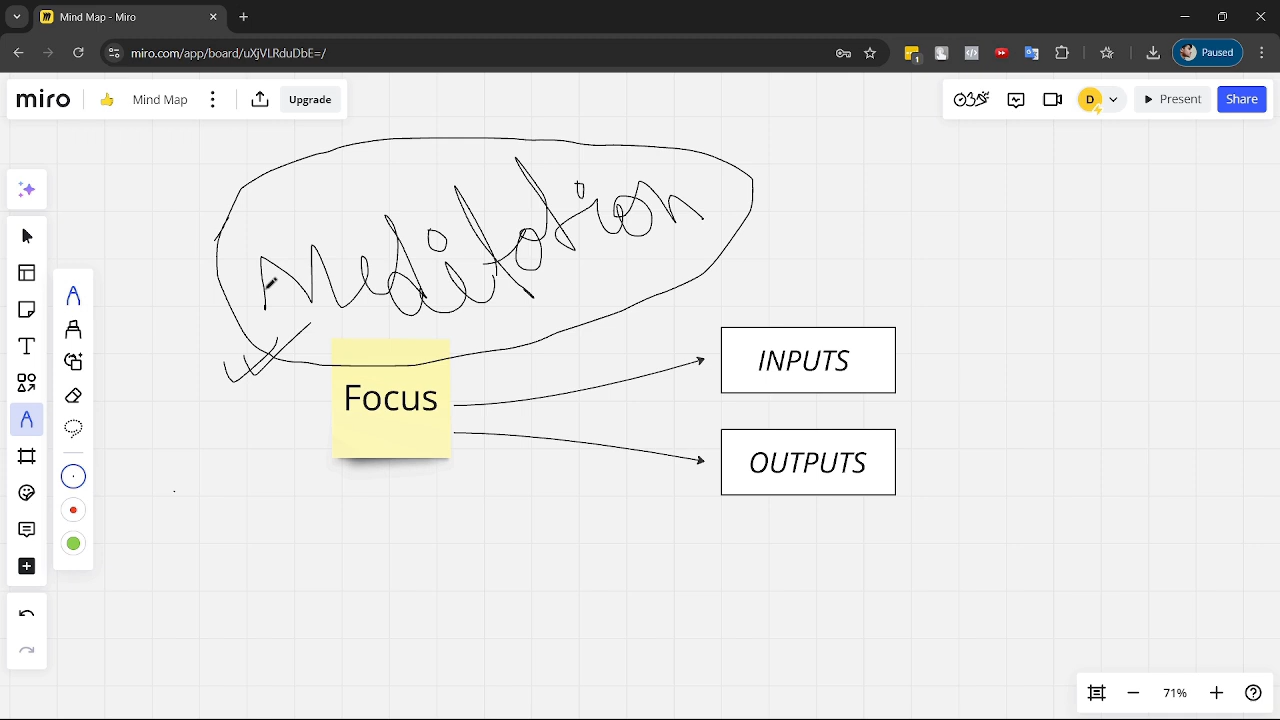 Mind Map - Miro
miro.com/app/board/uXjVLRduDbE=/
1
Paused
miro
Mind Map
Upgrade
D
Present
Share
Meditation
Focus
INPUTS
OUTPUTS
71%